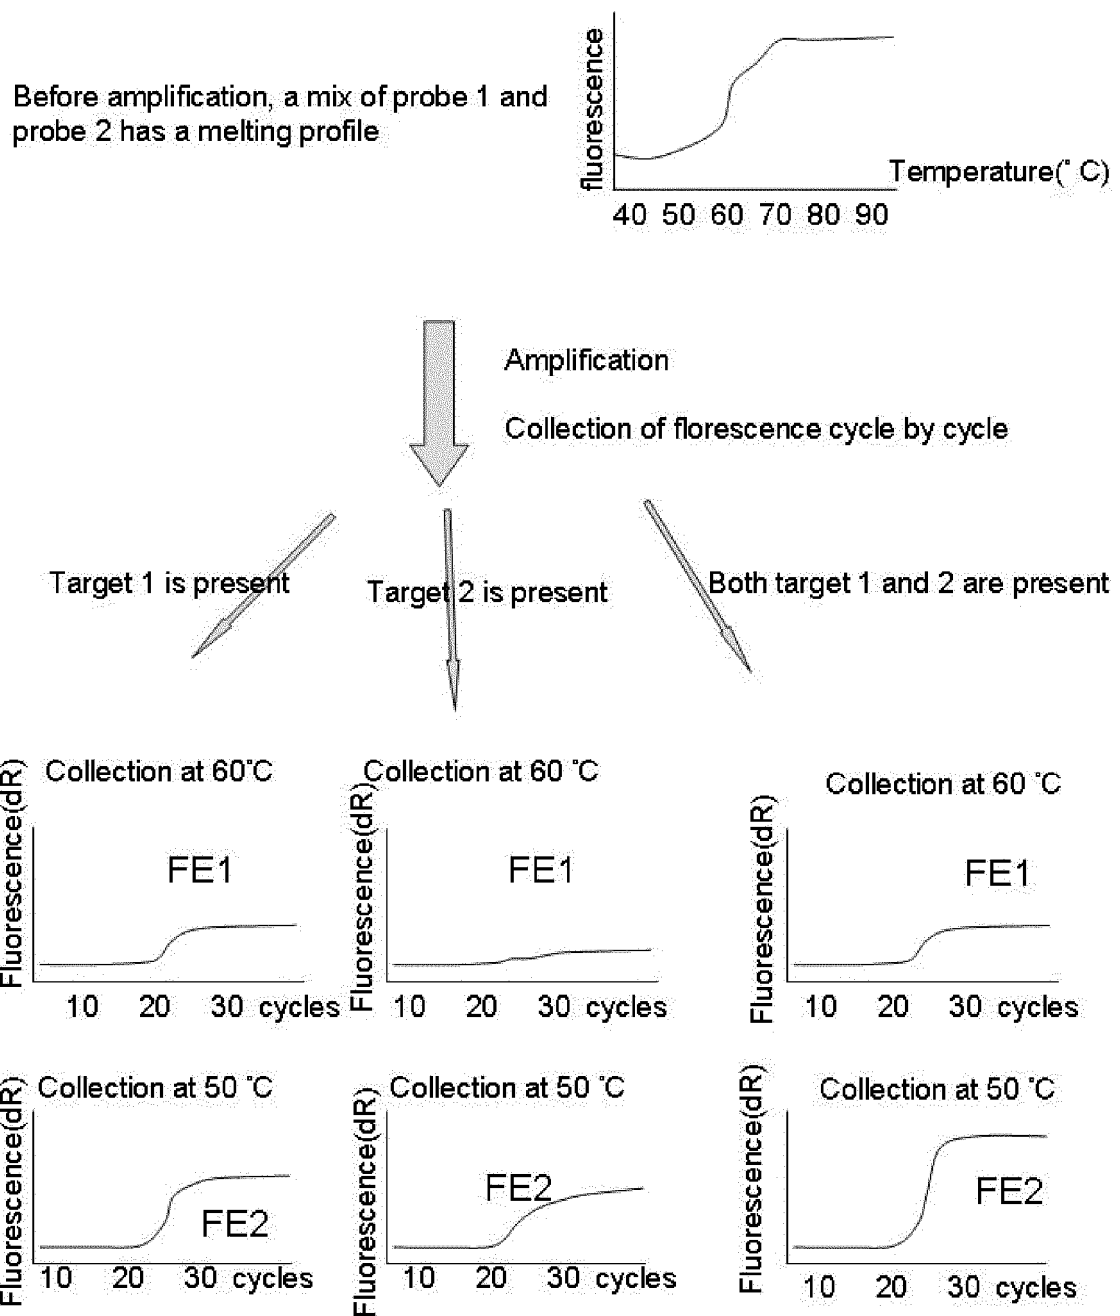 fluorescence
Before amplification, a mix of probe 1 and
probe 2 has a melting profile
Temperature(° C)
40 50 60 70 80 90
Amplification
Collection of florescence cycle by cycle
Target 1 is present
Target 2 is present
Both target 1 and 2 are present
Collection at 60°C
Fluorescence(dR)
FE1
10 20 30 cycles
Collection at 60 °C
Fluorescence(dR)
FE1
10 20 30 cycles
Collection at 60 °C
Fluorescence(dR)
FE1
10 20 30 cycles
Collection at 50 °C
Fluorescence(dR)
FE2
10 20 30 cycles
Collection at 50 °C
Fluorescence(dR)
FE2
10 20 30 cycles
Collection at 50 °C
Fluorescence(dR)
FE2
10 20 30 cycles